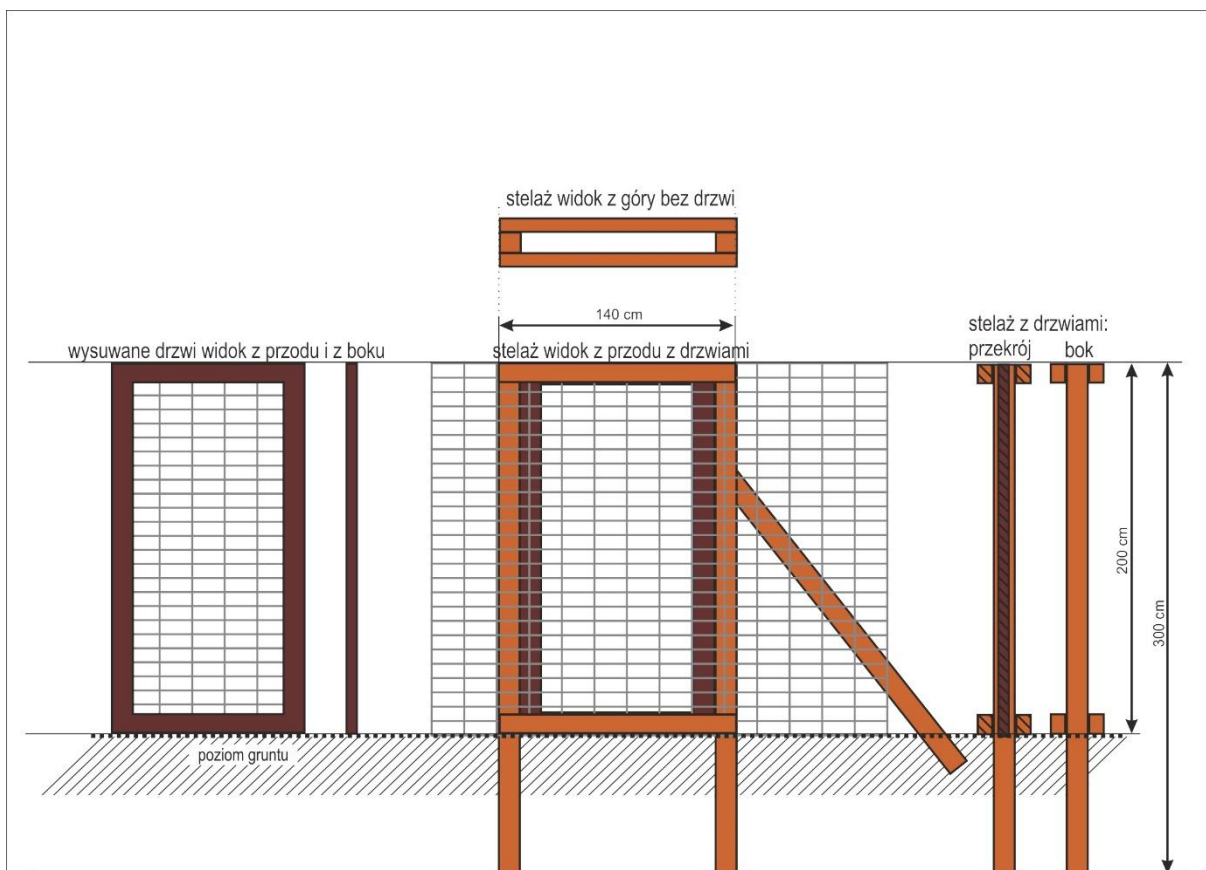 stelaż widok z góry bez drzwi
140 cm
wysuwane drzwi widok z przodu i z boku
stelaż widok z przodu z drzwiami
stelaż z drzwiami:
przekrój
bok
200 cm
300 cm
poziom gruntu